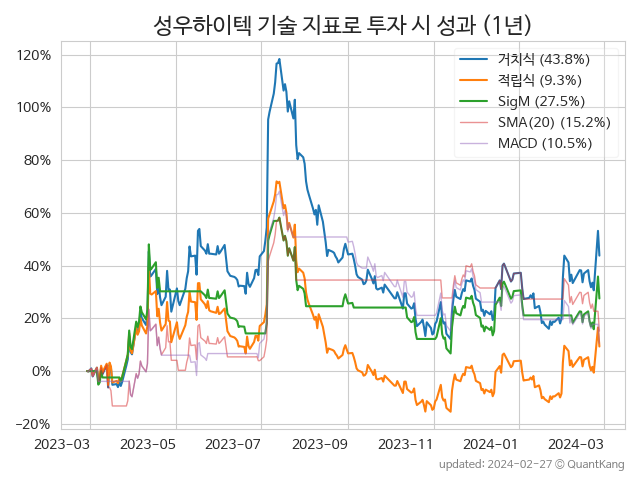 성우하이텍 기술 지표로 투자 시 성과 (1년)
120%
100%
80%
60%
40%
20%
0%
−20%
거치식 (43.8%)
적립식 (9.3%)
SigM (27.5%)
SMA(20) (15.2%)
MACD (10.5%)
2023-03 2023-05 2023-07 2023-09 2023-11 2024-01 2024-03
updated: 2024-02-27 © QuantKang